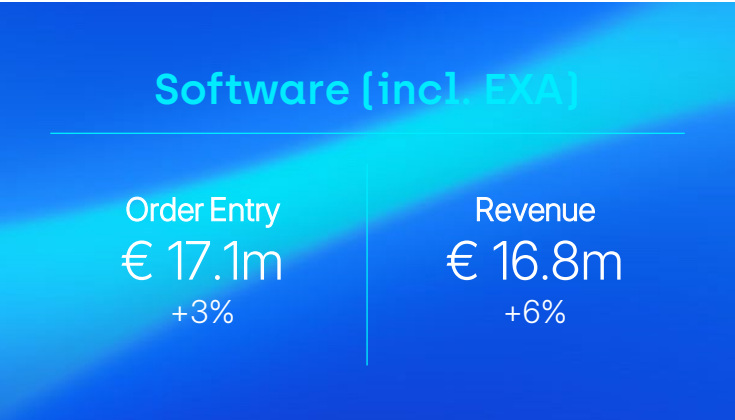 Software (incl. EXA)
Order Entry
€ 17.1m
+3%
Revenue
€ 16.8m
+6%